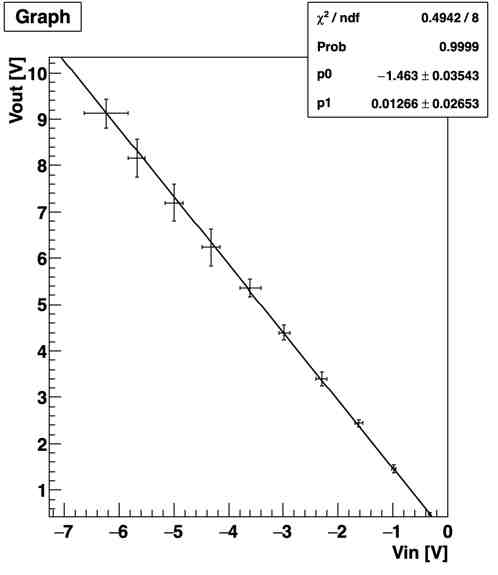 Graph
χ² / ndf 0.4942 / 8
Prob 0.9999
p0 −1.463 ± 0.03543
p1 0.01266 ± 0.02653
Vout [V]
10
9
8
7
6
5
4
3
2
1
−7 −6 −5 −4 −3 −2 −1 0
Vin [V]